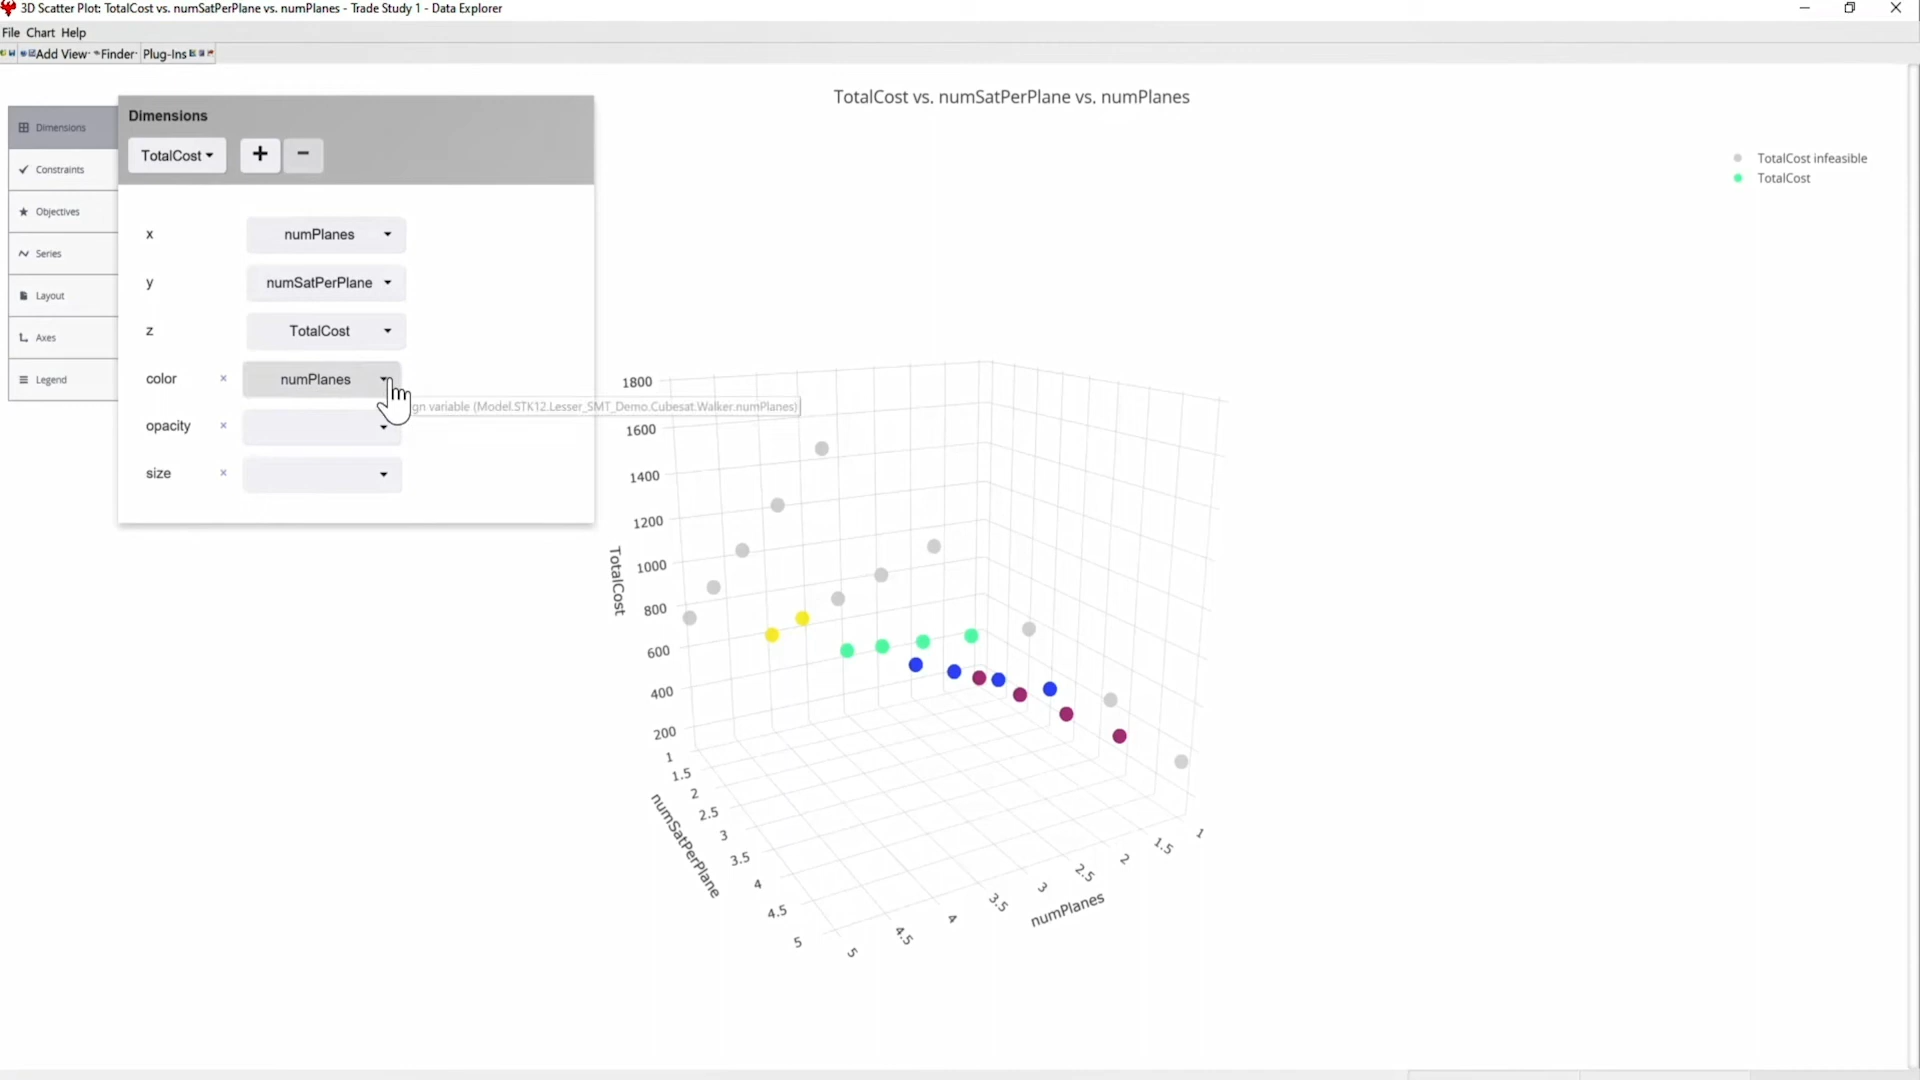 3D Scatter Plot: TotalCost vs. numSatPerPlane vs. numPlanes - Trade Study 1 - Data Explorer
File Chart Help
Add View Finder Plug-Ins
TotalCost vs. numSatPerPlane vs. numPlanes
TotalCost infeasible
TotalCost
Dimensions
Constraints
Objectives
Series
Layout
Axes
Legend
Dimensions
TotalCost + −
x numPlanes
y numSatPerPlane
z TotalCost
color × numPlanes
variable (Model.STK12.Lesser_SMT_Demo.Cubesat.Walker.numPlanes)
opacity ×
size ×
1800
1600
1400
1200
1000
800
600
400
200
TotalCost
1
1.5
2
2.5
3
3.5
4
4.5
5
numSatPerPlane
5
4.5
4
3.5
3
2.5
2
1.5
1
numPlanes